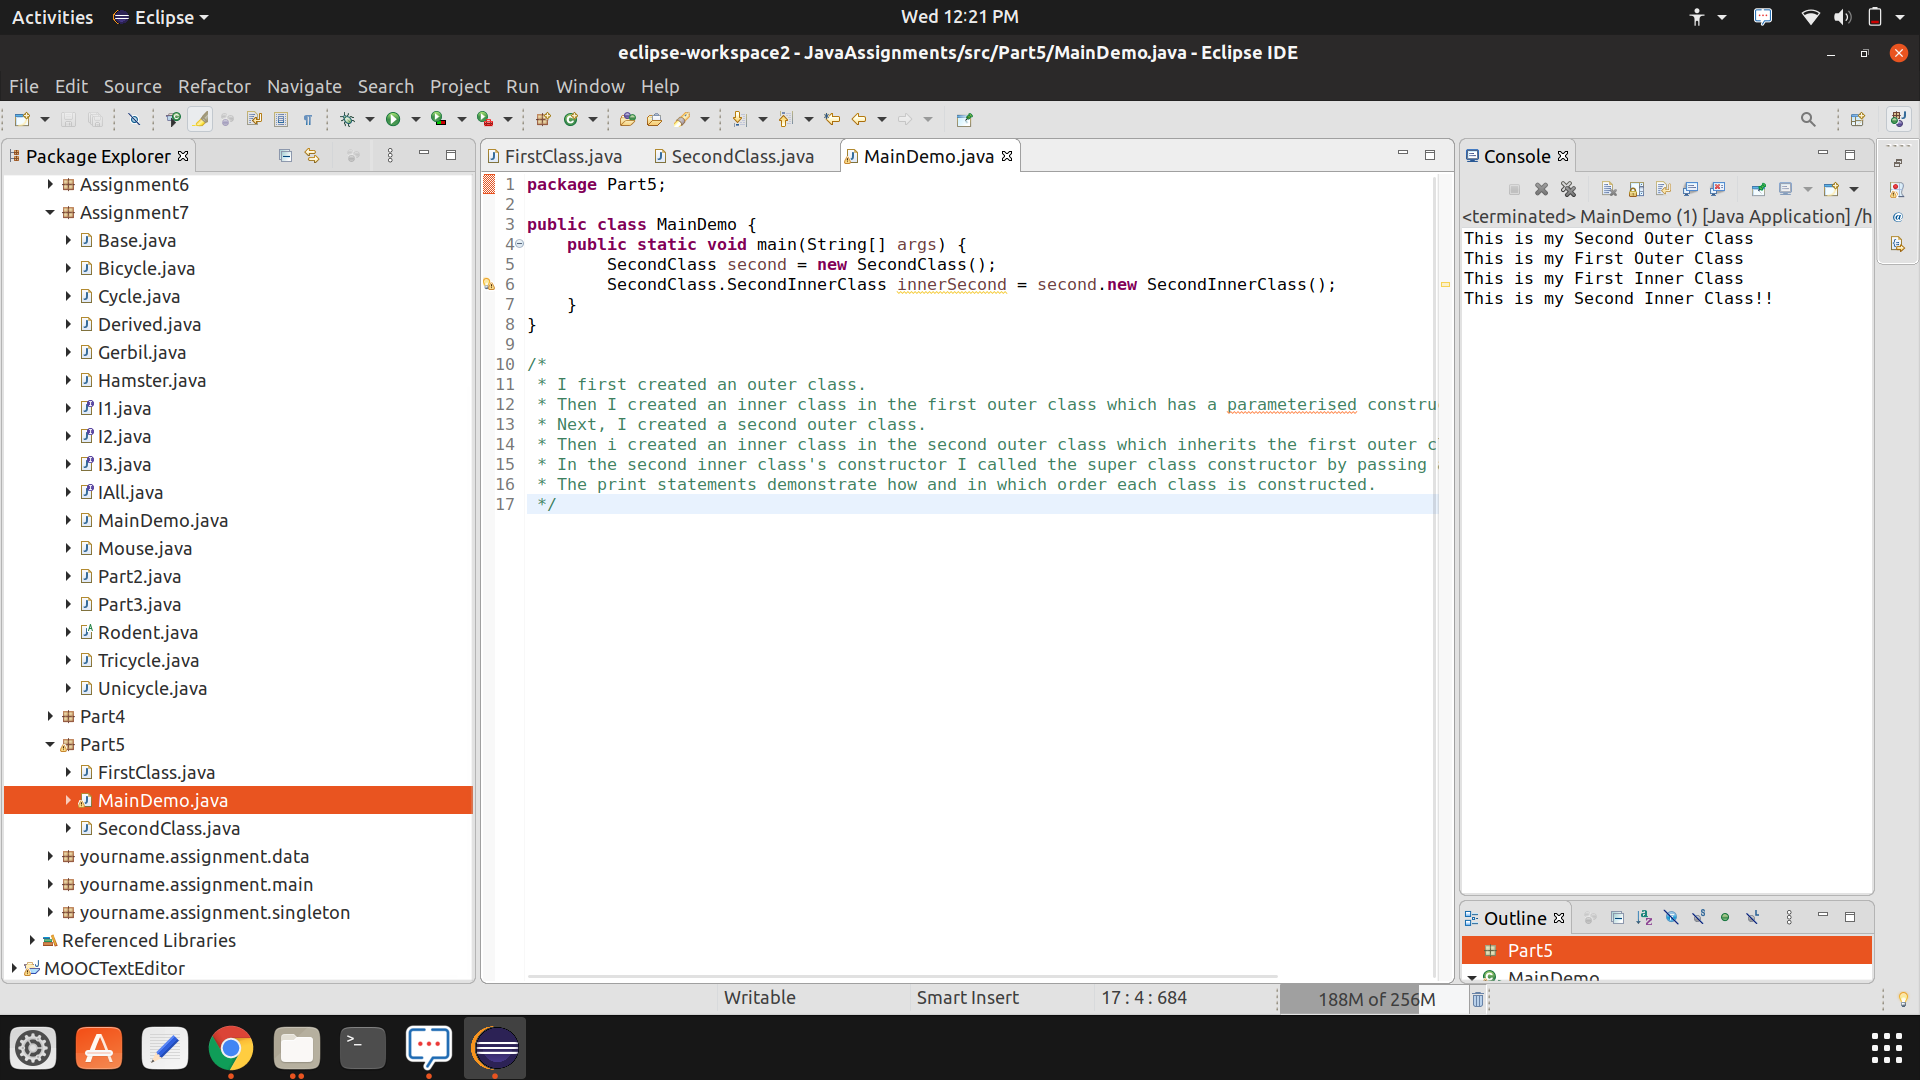 Activities Eclipse Wed 12:21 PM
eclipse-workspace2 - JavaAssignments/src/Part5/MainDemo.java - Eclipse IDE
File Edit Source Refactor Navigate Search Project Run Window Help
Package Explorer
Assignment6
Assignment7
Base.java
Bicycle.java
Cycle.java
Derived.java
Gerbil.java
Hamster.java
I1.java
I2.java
I3.java
IAll.java
MainDemo.java
Mouse.java
Part2.java
Part3.java
Rodent.java
Tricycle.java
Unicycle.java
Part4
Part5
FirstClass.java
MainDemo.java
SecondClass.java
yourname.assignment.data
yourname.assignment.main
yourname.assignment.singleton
Referenced Libraries
MOOCTextEditor
FirstClass.java SecondClass.java MainDemo.java
1 package Part5;
2
3 public class MainDemo {
4 public static void main(String[] args) {
5 SecondClass second = new SecondClass();
6 SecondClass.SecondInnerClass innerSecond = second.new SecondInnerClass();
7 }
8 }
9
10 /*
11 * I first created an outer class.
12 * Then I created an inner class in the first outer class which has a parameterised constru
13 * Next, I created a second outer class.
14 * Then i created an inner class in the second outer class which inherits the first outer c
15 * In the second inner class's constructor I called the super class constructor by passing
16 * The print statements demonstrate how and in which order each class is constructed.
17 */
Console
<terminated> MainDemo (1) [Java Application] /h
This is my Second Outer Class
This is my First Outer Class
This is my First Inner Class
This is my Second Inner Class!!
Outline
Part5
MainDemo
Writable Smart Insert 17 : 4 : 684 188M of 256M